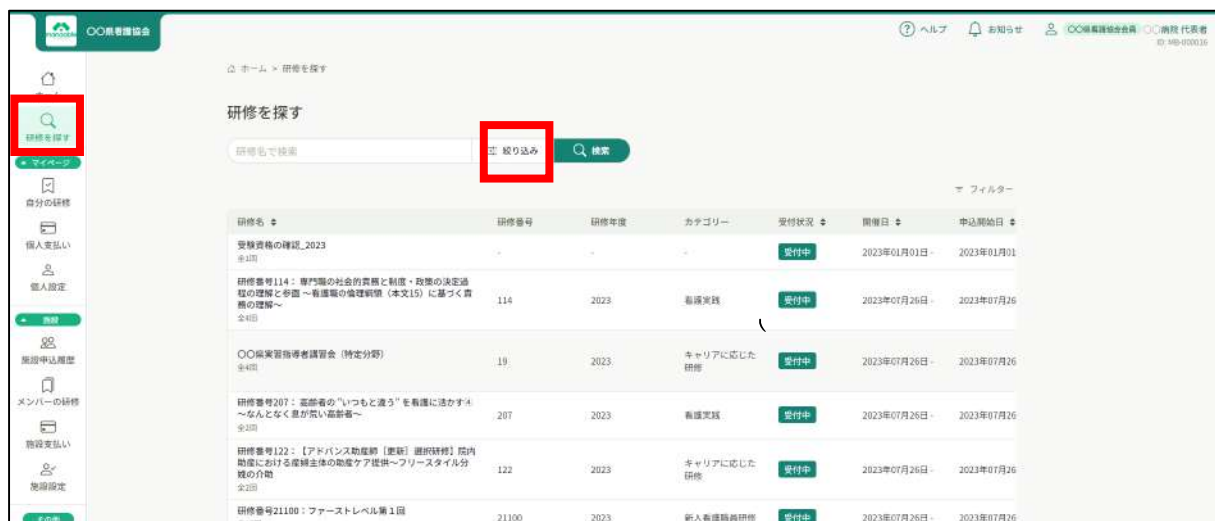 manaable
〇〇県看護協会
ヘルプ
お知らせ
〇〇県看護協会会員 〇〇病院 代表者
ID: MB-000016
ホーム > 研修を探す
研修を探す
研修名で検索
絞り込み
検索
フィルター
ホーム
研修を探す
マイページ
自分の研修
個人支払い
個人設定
施設
施設申込履歴
メンバーの研修
施設支払い
施設設定
その他
研修名 研修番号 研修年度 カテゴリー 受付状況 開催日 申込開始日
受験資格の確認_2023
全1回
- - - 受付中 2023年01月01日 - 2023年01月01
研修番号114： 専門職の社会的責務と制度・政策の決定過
程の理解と参画 ～看護職の倫理綱領（本文15）に基づく責
務の理解～
全4回
114 2023 看護実践 受付中 2023年07月26日 - 2023年07月26
〇〇県実習指導者講習会（特定分野）
全4回
19 2023 キャリアに応じた
研修
受付中 2023年07月26日 - 2023年07月26
研修番号207： 高齢者の"いつもと違う"を看護に活かす④
～なんとなく息が荒い高齢者～
全2回
207 2023 看護実践 受付中 2023年07月26日 - 2023年07月26
研修番号122：【アドバンス助産師［更新］選択研修】院内
助産における産婦主体の助産ケア提供～フリースタイル分
娩の介助
全2回
122 2023 キャリアに応じた
研修
受付中 2023年07月26日 - 2023年07月26
研修番号21100：ファーストレベル第１回
21100 2023 新人看護職員研修 受付中 2023年07月26日 - 2023年07月26